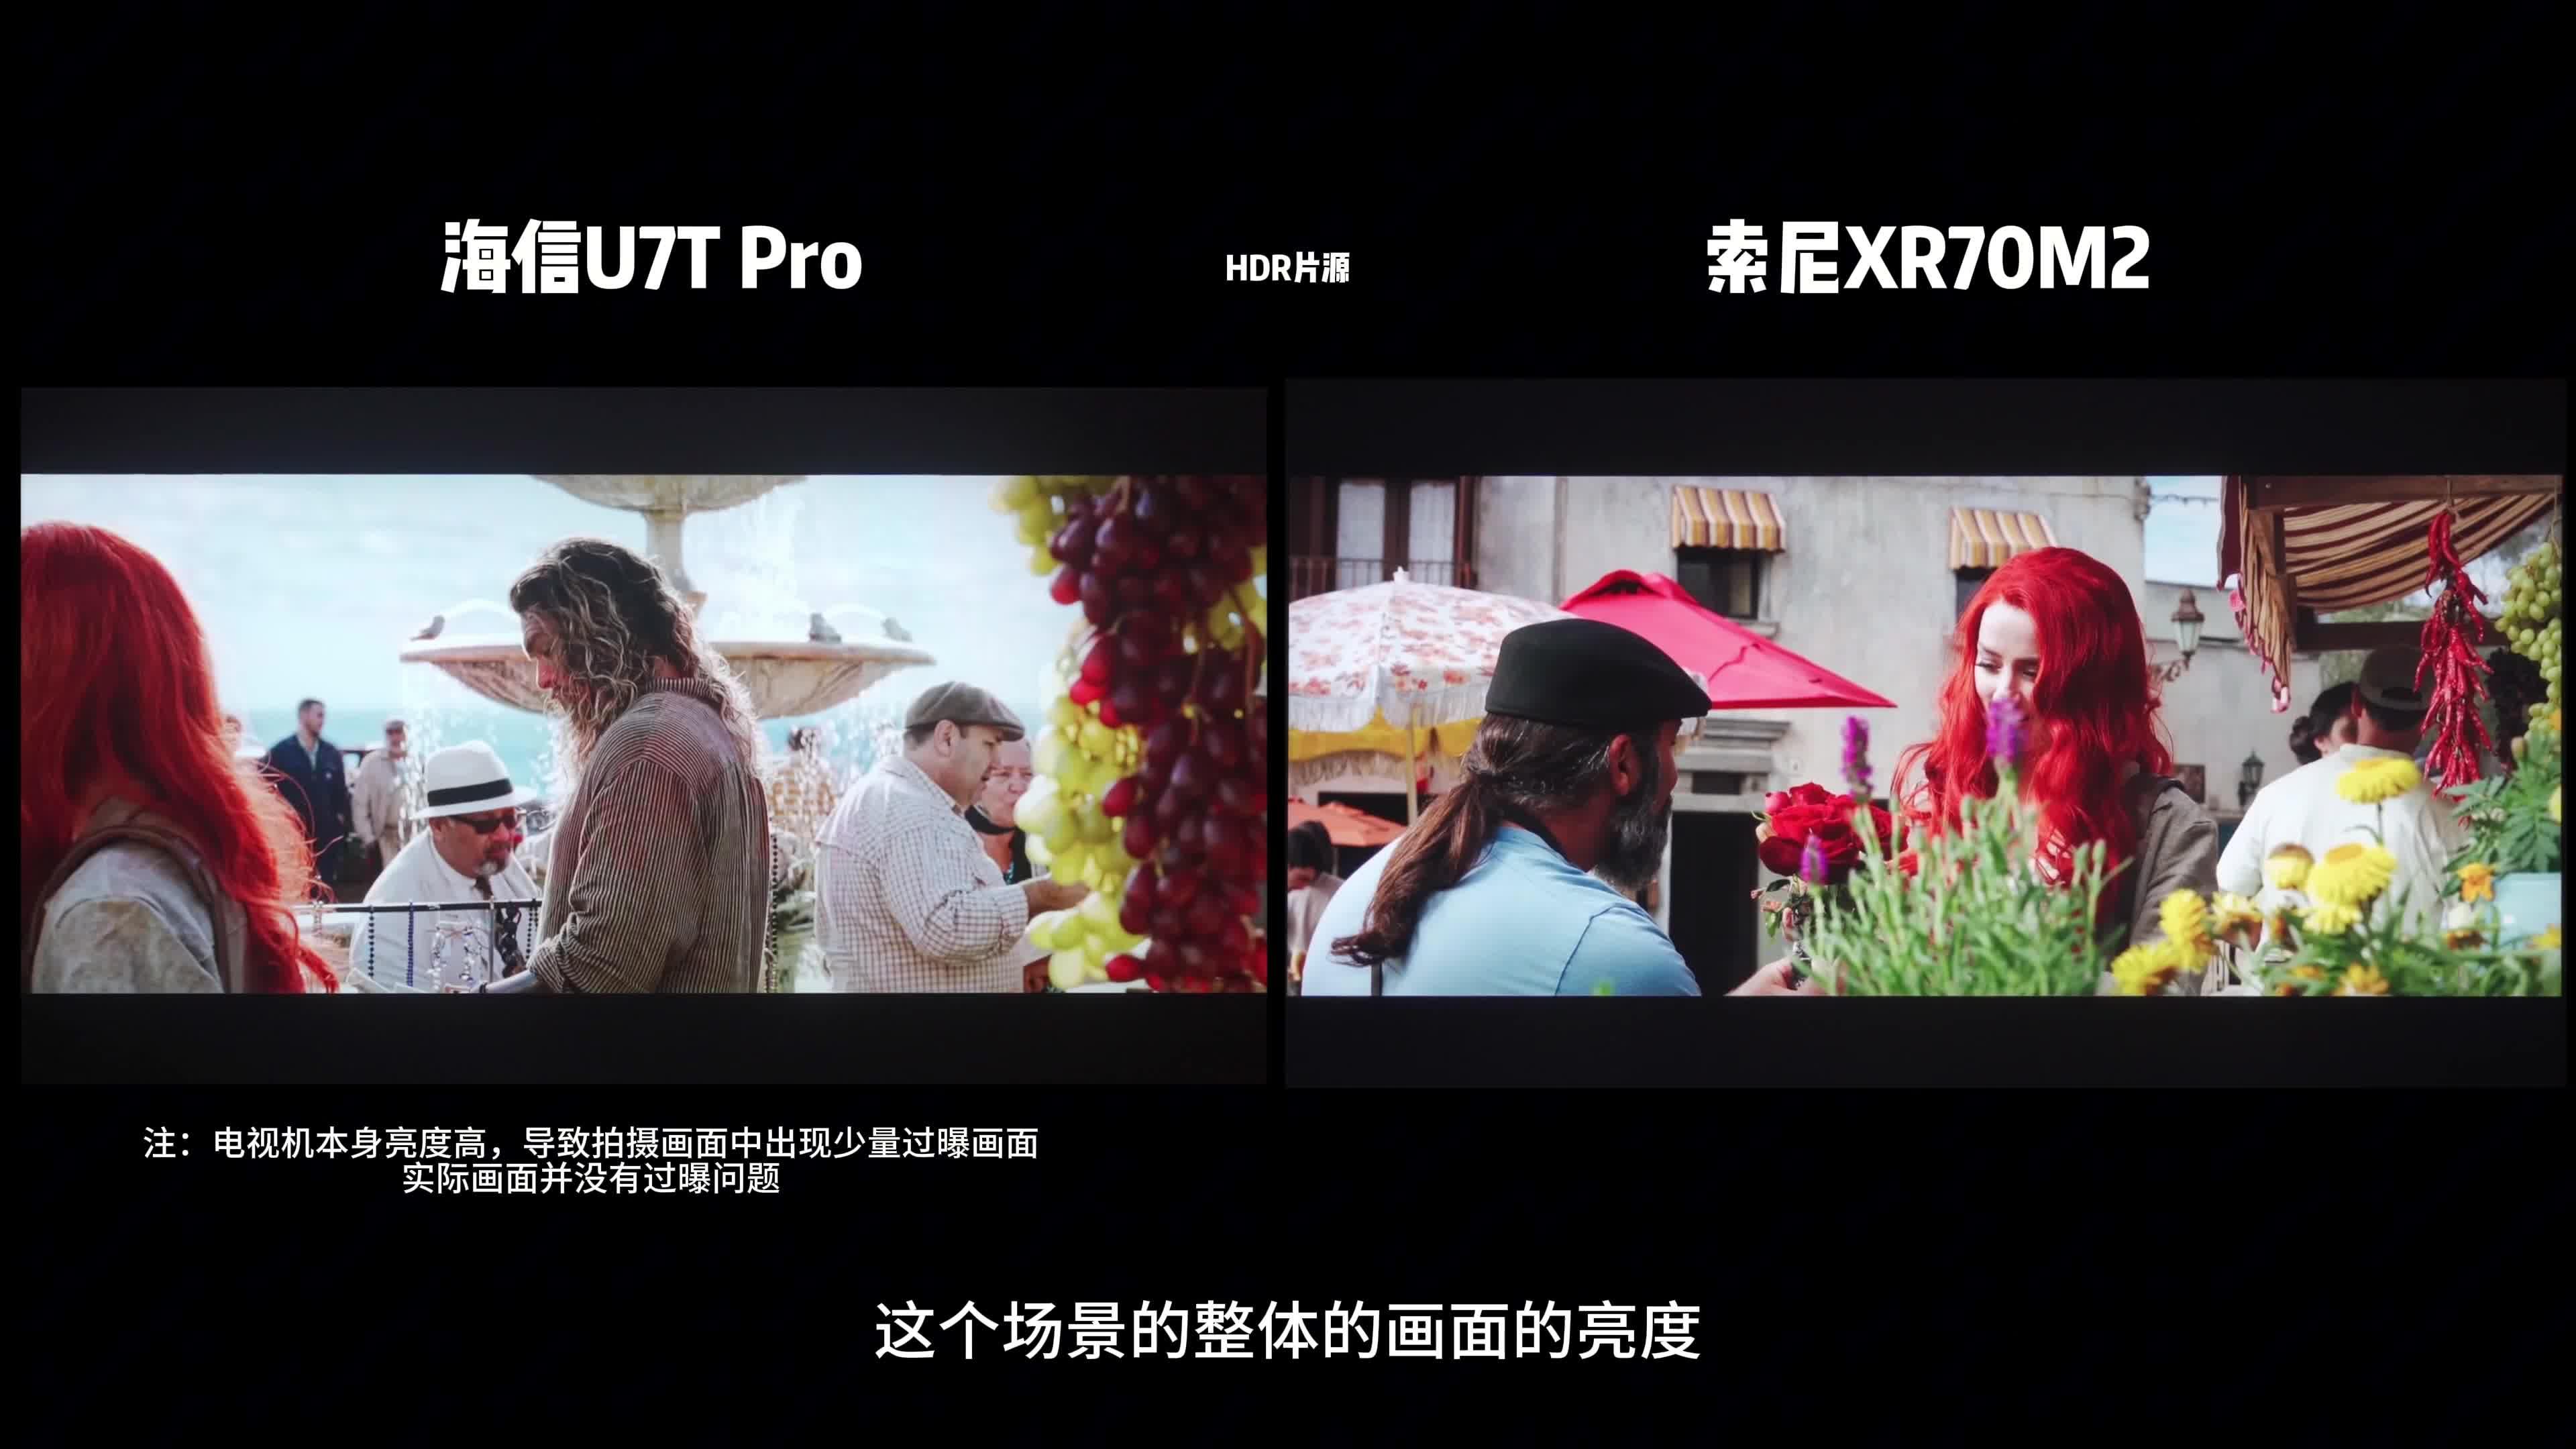 海信U7T Pro
HDR片源
索尼XR70M2
注：电视机本身亮度高，导致拍摄画面中出现少量过曝画面
实际画面并没有过曝问题
这个场景的整体的画面的亮度